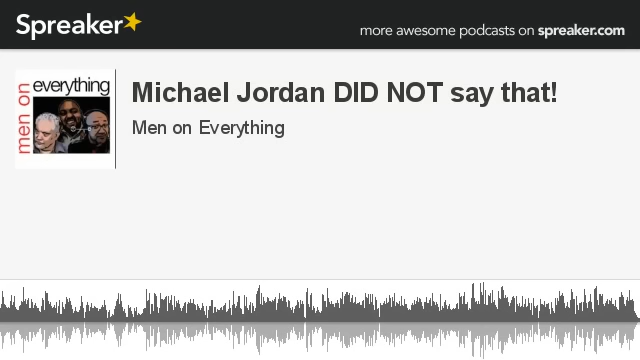 Spreaker
more awesome podcasts on spreaker.com
men on
everything
Michael Jordan DID NOT say that!
Men on Everything